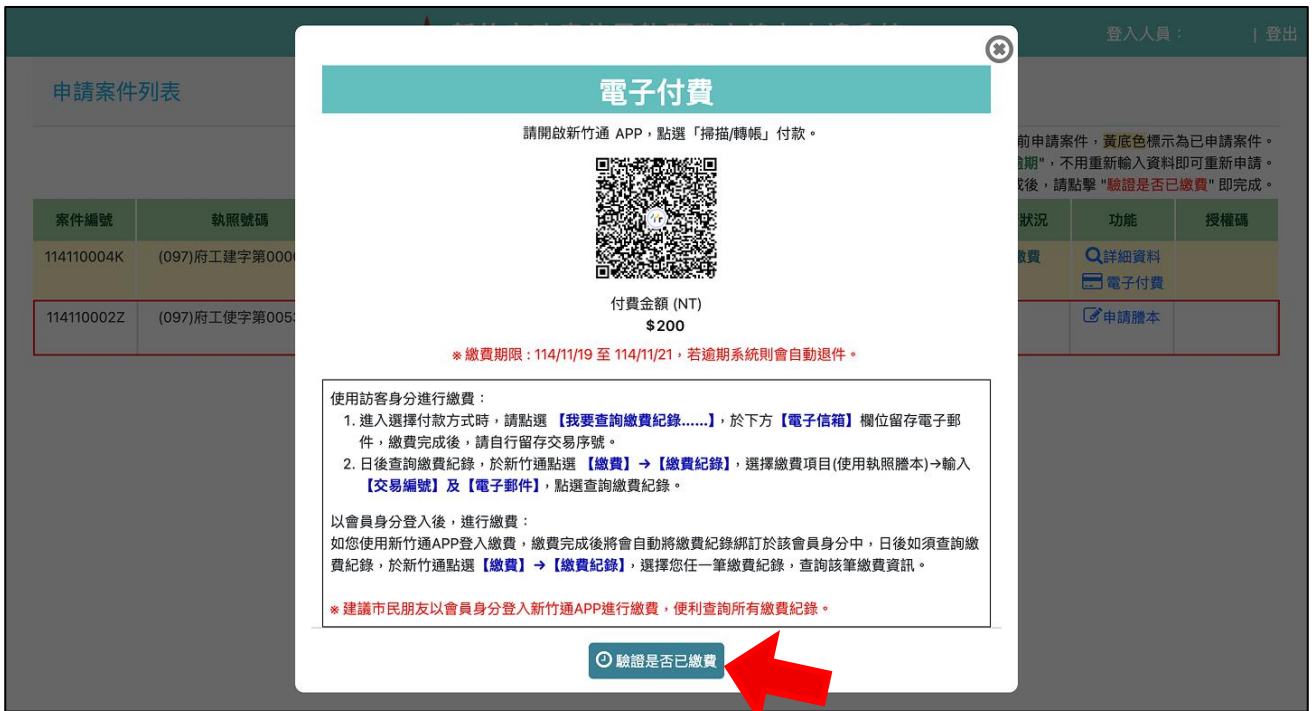 登入人員： | 登出
申請案件列表
電子付費
請開啟新竹通 APP，點選「掃描/轉帳」付款。
前申請案件，黃底色標示為已申請案件。
期"，不用重新輸入資料即可重新申請。
後，請點擊 "驗證是否已繳費" 即完成。
案件編號 執照號碼 狀況 功能 授權碼
114110004K (097)府工建字第000 費 詳細資料
電子付費
114110002Z (097)府工使字第005 申請謄本
付費金額 (NT)
$200
※ 繳費期限 : 114/11/19 至 114/11/21，若逾期系統則會自動退件。
使用訪客身分進行繳費：
1. 進入選擇付款方式時，請點選 【我要查詢繳費紀錄......】，於下方【電子信箱】欄位留存電子郵
件，繳費完成後，請自行留存交易序號。
2. 日後查詢繳費紀錄，於新竹通點選 【繳費】→【繳費紀錄】，選擇繳費項目(使用執照謄本)→輸入
【交易編號】及【電子郵件】，點選查詢繳費紀錄。
以會員身分登入後，進行繳費：
如您使用新竹通APP登入繳費，繳費完成後將會自動將繳費紀錄綁訂於該會員身分中，日後如須查詢繳
費紀錄，於新竹通點選【繳費】→【繳費紀錄】，選擇您任一筆繳費紀錄，查詢該筆繳費資訊。
※ 建議市民朋友以會員身分登入新竹通APP進行繳費，便利查詢所有繳費紀錄。
驗證是否已繳費